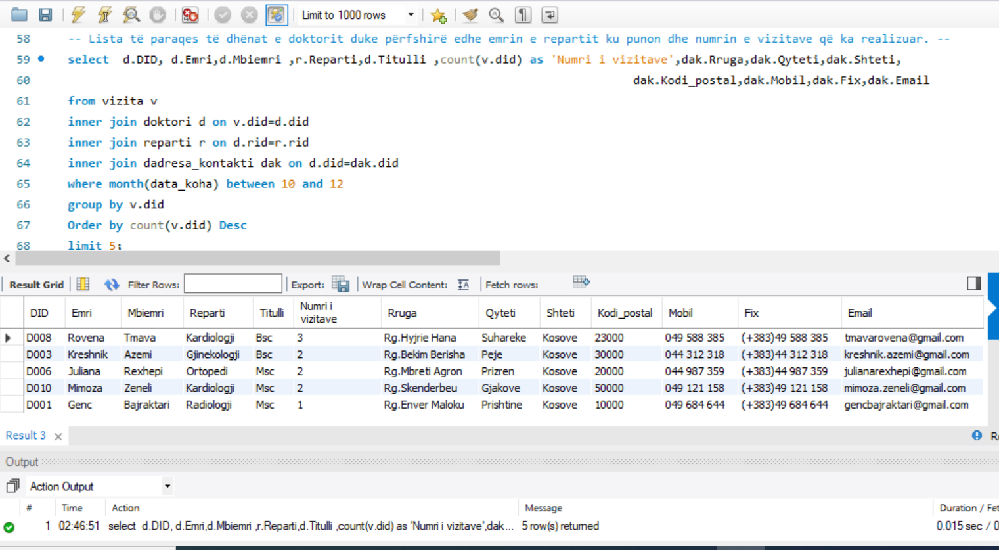 Limit to 1000 rows
58 -- Lista të paraqes të dhënat e doktorit duke përfshirë edhe emrin e repartit ku punon dhe numrin e vizitave që ka realizuar. --
59 select d.DID, d.Emri,d.Mbiemri ,r.Reparti,d.Titulli ,count(v.did) as 'Numri i vizitave',dak.Rruga,dak.Qyteti,dak.Shteti,
60 dak.Kodi_postal,dak.Mobil,dak.Fix,dak.Email
61 from vizita v
62 inner join doktori d on v.did=d.did
63 inner join reparti r on d.rid=r.rid
64 inner join dadresa_kontakti dak on d.did=dak.did
65 where month(data_koha) between 10 and 12
66 group by v.did
67 Order by count(v.did) Desc
68 limit 5;
Result Grid Filter Rows: Export: Wrap Cell Content: Fetch rows:
DID Emri Mbiemri Reparti Titulli Numri i vizitave Rruga Qyteti Shteti Kodi_postal Mobil Fix Email
D008 Rovena Tmava Kardiologji Bsc 3 Rg.Hyjrie Hana Suhareke Kosove 23000 049 588 385 (+383)49 588 385 tmavarovena@gmail.com
D003 Kreshnik Azemi Gjinekologji Bsc 2 Rg.Bekim Berisha Peje Kosove 30000 044 312 318 (+383)44 312 318 kreshnik.azemi@gmail.com
D006 Juliana Rexhepi Ortopedi Msc 2 Rg.Mbreti Agron Prizren Kosove 20000 044 987 359 (+383)44 987 359 julianarexhepi@gmail.com
D010 Mimoza Zeneli Kardiologji Msc 2 Rg.Skenderbeu Gjakove Kosove 50000 049 121 158 (+383)49 121 158 mimoza.zeneli@gmail.com
D001 Genc Bajraktari Radiologji Msc 1 Rg.Enver Maloku Prishtine Kosove 10000 049 684 644 (+383)49 684 644 gencbajraktari@gmail.com
Result 3
Output
Action Output
# Time Action Message Duration / Fet
1 02:46:51 select d.DID, d.Emri,d.Mbiemri ,r.Reparti,d.Titulli ,count(v.did) as 'Numri i vizitave',dak... 5 row(s) returned 0.015 sec / 0